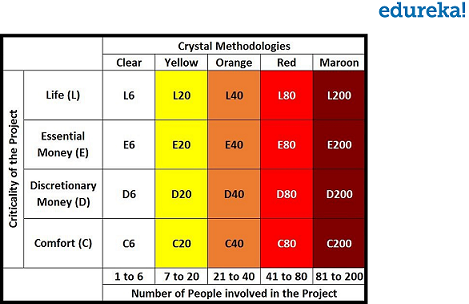 edureka!
Crystal Methodologies
Clear Yellow Orange Red Maroon
Criticality of the Project
Life (L) L6 L20 L40 L80 L200
Essential
Money (E) E6 E20 E40 E80 E200
Discretionary
Money (D) D6 D20 D40 D80 D200
Comfort (C) C6 C20 C40 C80 C200
1 to 6 7 to 20 21 to 40 41 to 80 81 to 200
Number of People involved in the Project